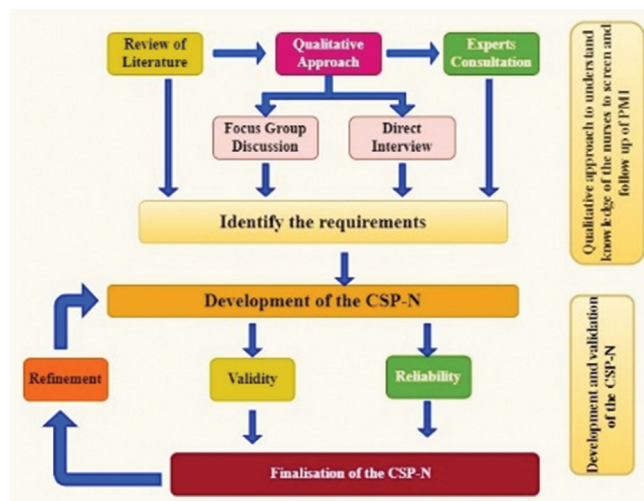 Review of
Literature
Qualitative
Approach
Experts
Consultation
Focus Group
Discussion
Direct
Interview
Identify the requirements
Qualitative approach to understand
knowledge of the nurses to screen and
follow up of PMI
Development of the CSP-N
Refinement
Validity
Reliability
Finalisation of the CSP-N
Development and validation
of the CSP-N